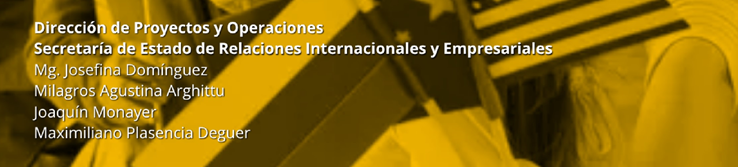 Dirección de Proyectos y Operaciones
Secretaría de Estado de Relaciones Internacionales y Empresariales
Mg. Josefina Domínguez
Milagros Agustina Arghittu
Joaquín Monayer
Maximiliano Plasencia Deguer